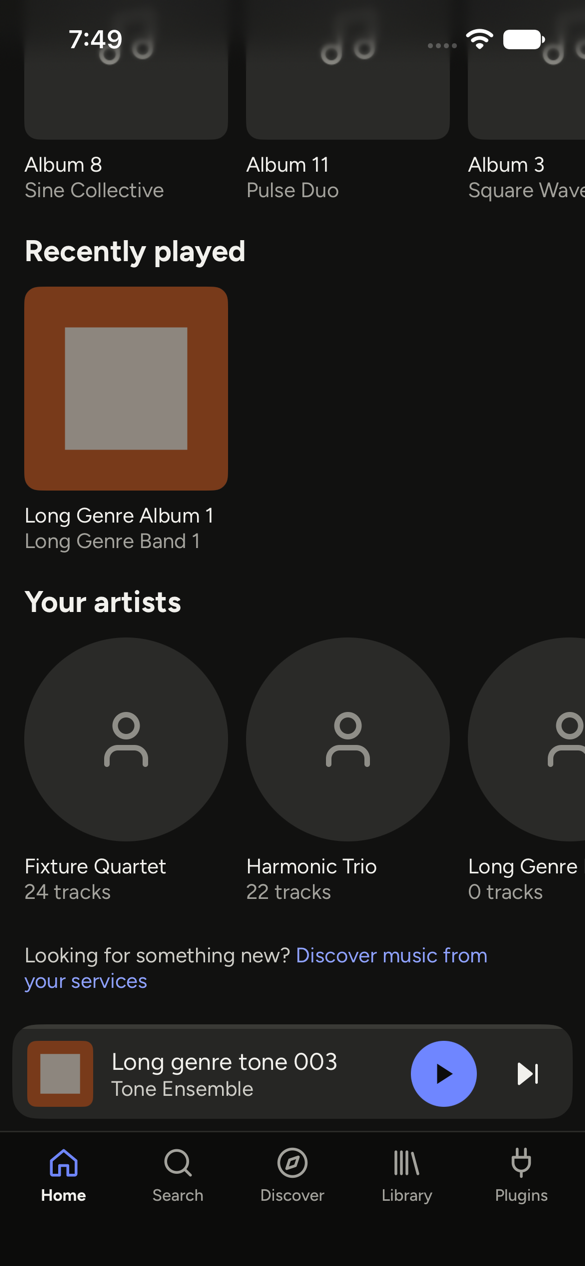 7:49
Album 8
Sine Collective
Album 11
Pulse Duo
Album 3
Square Wave
Recently played
Long Genre Album 1
Long Genre Band 1
Your artists
Fixture Quartet
24 tracks
Harmonic Trio
22 tracks
Long Genre
0 tracks
Looking for something new? Discover music from
your services
Long genre tone 003
Tone Ensemble
Home
Search
Discover
Library
Plugins